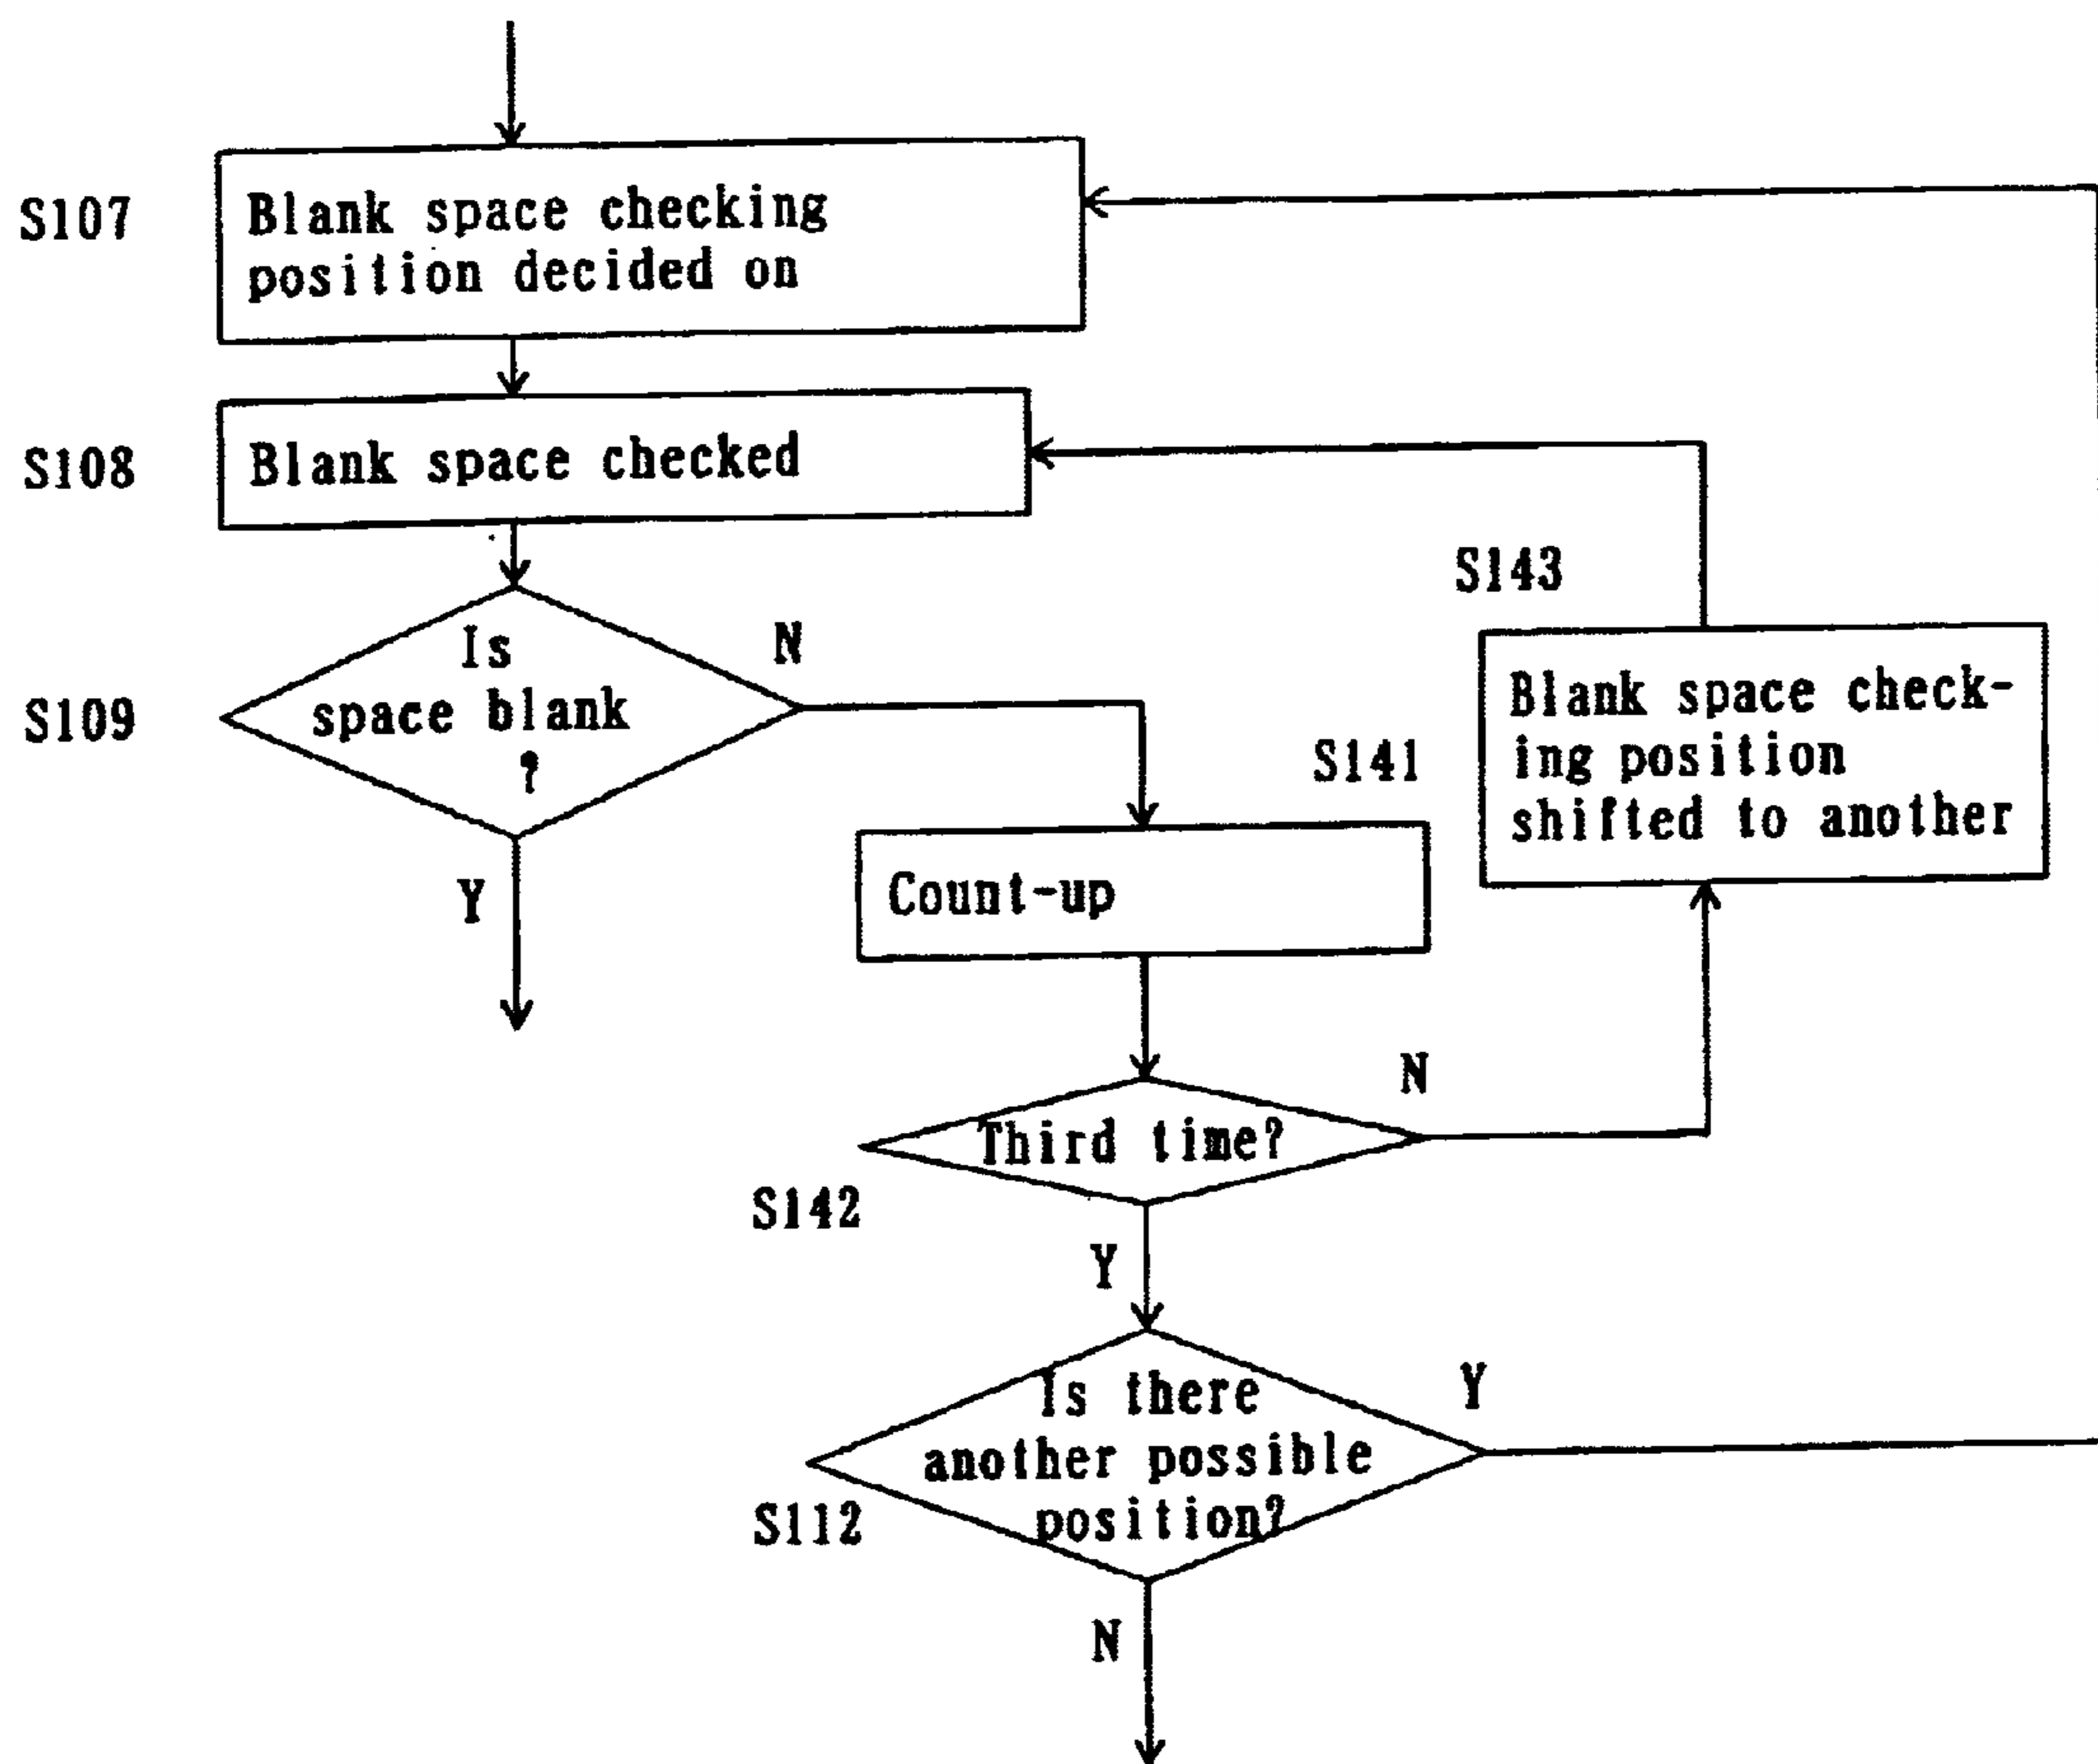 S107
Blank space checking
position decided on
S108
Blank space checked
S109
Is
space blank
?
N
Y
S141
Count-up
S143
Blank space check-
ing position
shifted to another
S142
Third time?
N
Y
S112
Is there
another possible
position?
Y
N